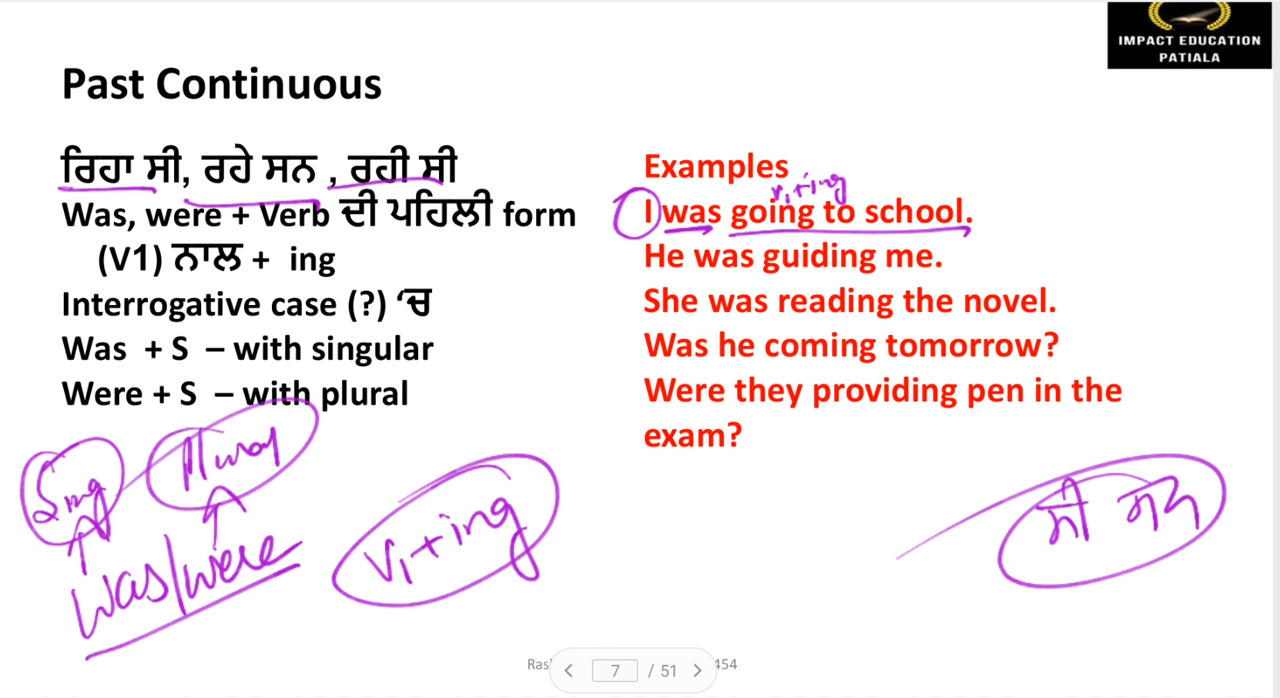 IMPACT EDUCATION
PATIALA
Past Continuous
ਰਿਹਾ ਸੀ, ਰਹੇ ਸਨ , ਰਹੀ ਸੀ
Was, were + Verb ਦੀ ਪਹਿਲੀ form
(V1) ਨਾਲ + ing
Interrogative case (?) ‘ਚ
Was + S – with singular
Were + S – with plural
Sing
Was/were
V1+ing
Examples
V1+ing
I was going to school.
He was guiding me.
She was reading the novel.
Was he coming tomorrow?
Were they providing pen in the
exam?
ਸੀ ਸਨ
7 / 51
454